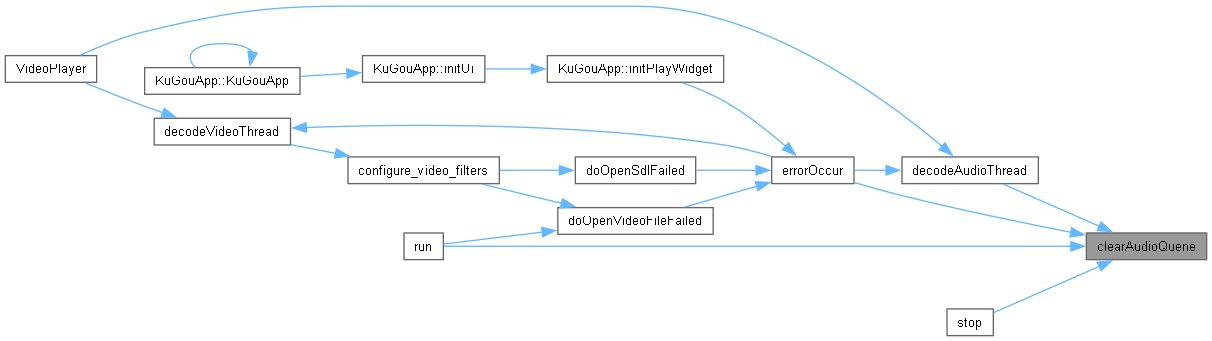 VideoPlayer
KuGouApp::KuGouApp
KuGouApp::initUi
KuGouApp::initPlayWidget
decodeVideoThread
configure_video_filters
doOpenSdlFailed
errorOccur
decodeAudioThread
doOpenVideoFileFailed
run
clearAudioQuene
stop